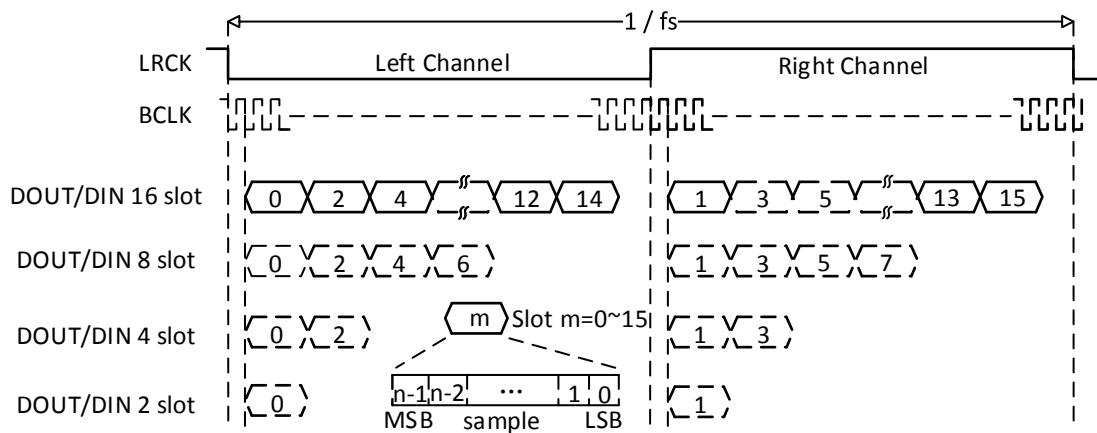 1 / fs
LRCK Left Channel Right Channel
BCLK
DOUT/DIN 16 slot 0 2 4 12 14 1 3 5 13 15
DOUT/DIN 8 slot 0 2 4 6 1 3 5 7
m Slot m=0~15
DOUT/DIN 4 slot 0 2 1 3
n-1 n-2 ... 1 0
DOUT/DIN 2 slot 0 1
MSB sample LSB